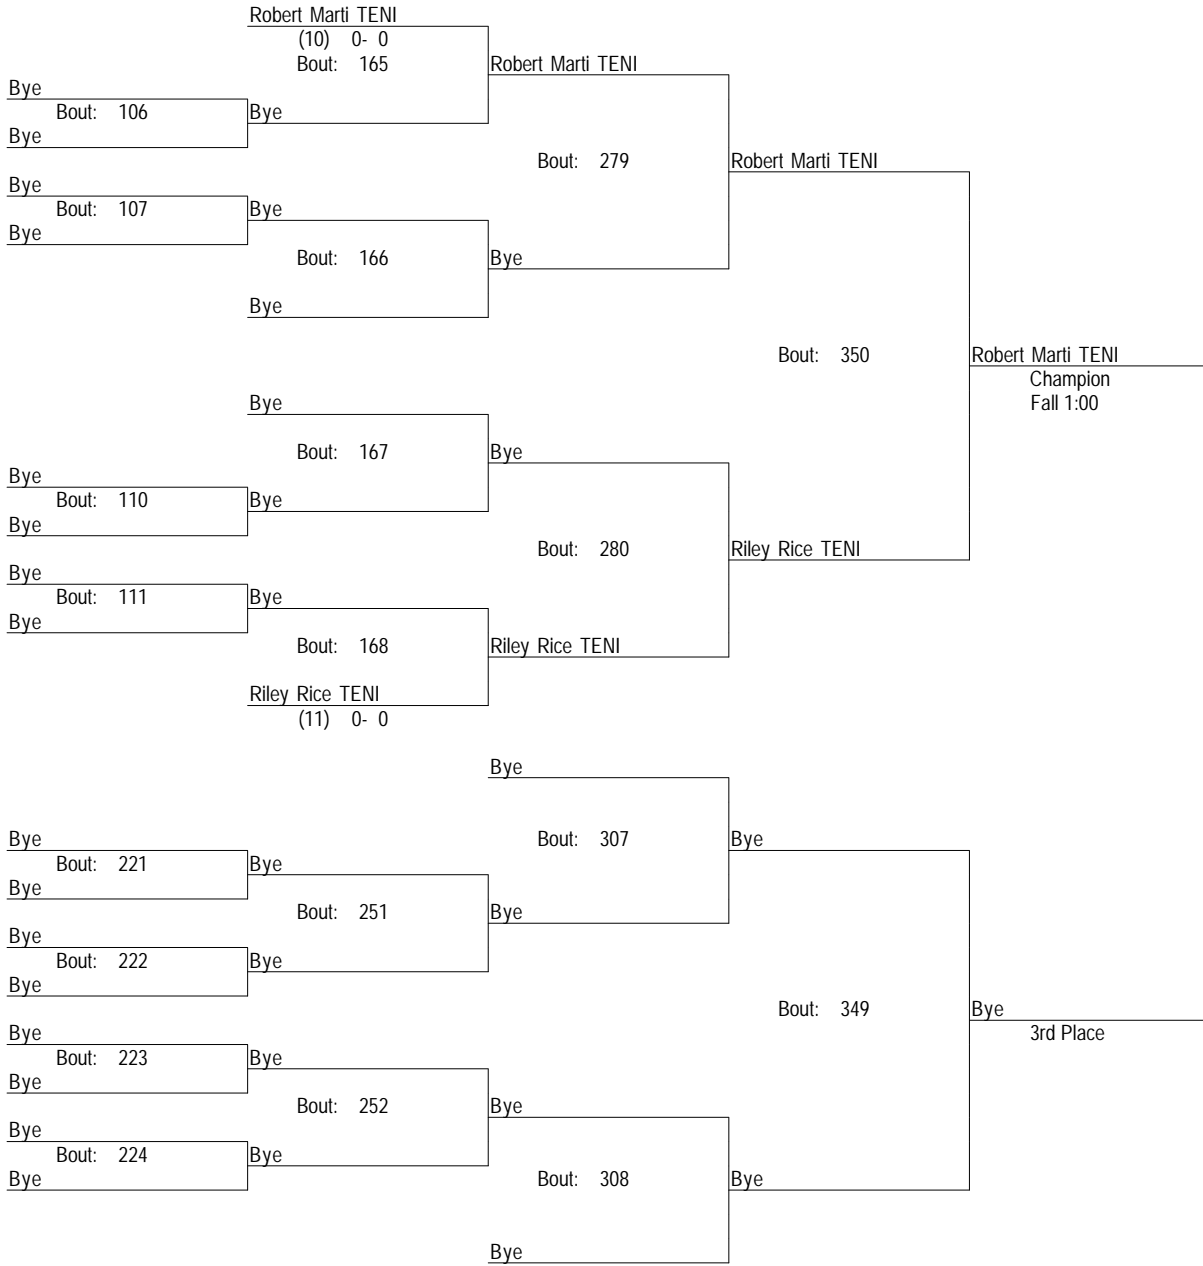 Robert Marti TENI
(10) 0- 0
Bout: 165
Robert Marti TENI
Bye
Bout: 106
Bye
Bye
Bout: 279
Robert Marti TENI
Bye
Bout: 107
Bye
Bye
Bout: 166
Bye
Bye
Bout: 350
Robert Marti TENI
Champion
Fall 1:00
Bye
Bout: 167
Bye
Bye
Bout: 110
Bye
Bye
Bout: 280
Riley Rice TENI
Bye
Bout: 111
Bye
Bye
Bout: 168
Riley Rice TENI
Riley Rice TENI
(11) 0- 0
Bye
Bout: 307
Bye
Bye
Bout: 221
Bye
Bye
Bout: 251
Bye
Bye
Bout: 222
Bye
Bye
Bout: 349
Bye
3rd Place
Bye
Bout: 223
Bye
Bye
Bout: 252
Bye
Bye
Bout: 224
Bye
Bye
Bout: 308
Bye
Bye